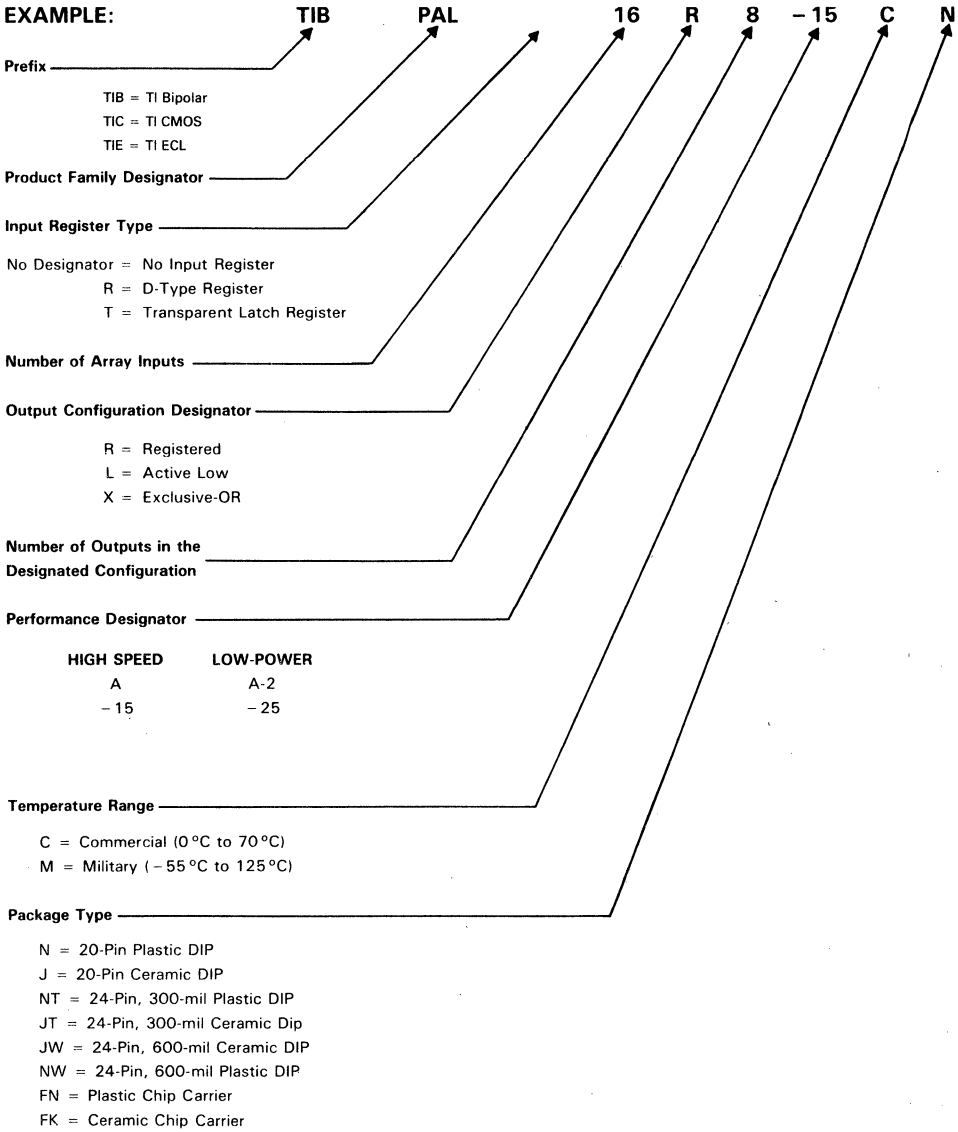 EXAMPLE: TIB PAL 16 R 8 –15 C N
Prefix
TIB = TI Bipolar
TIC = TI CMOS
TIE = TI ECL
Product Family Designator
Input Register Type
No Designator = No Input Register
R = D-Type Register
T = Transparent Latch Register
Number of Array Inputs
Output Configuration Designator
R = Registered
L = Active Low
X = Exclusive-OR
Number of Outputs in the
Designated Configuration
Performance Designator
HIGH SPEED LOW-POWER
A A-2
–15 –25
Temperature Range
C = Commercial (0°C to 70°C)
M = Military (–55°C to 125°C)
Package Type
N = 20-Pin Plastic DIP
J = 20-Pin Ceramic DIP
NT = 24-Pin, 300-mil Plastic DIP
JT = 24-Pin, 300-mil Ceramic Dip
JW = 24-Pin, 600-mil Ceramic DIP
NW = 24-Pin, 600-mil Plastic DIP
FN = Plastic Chip Carrier
FK = Ceramic Chip Carrier